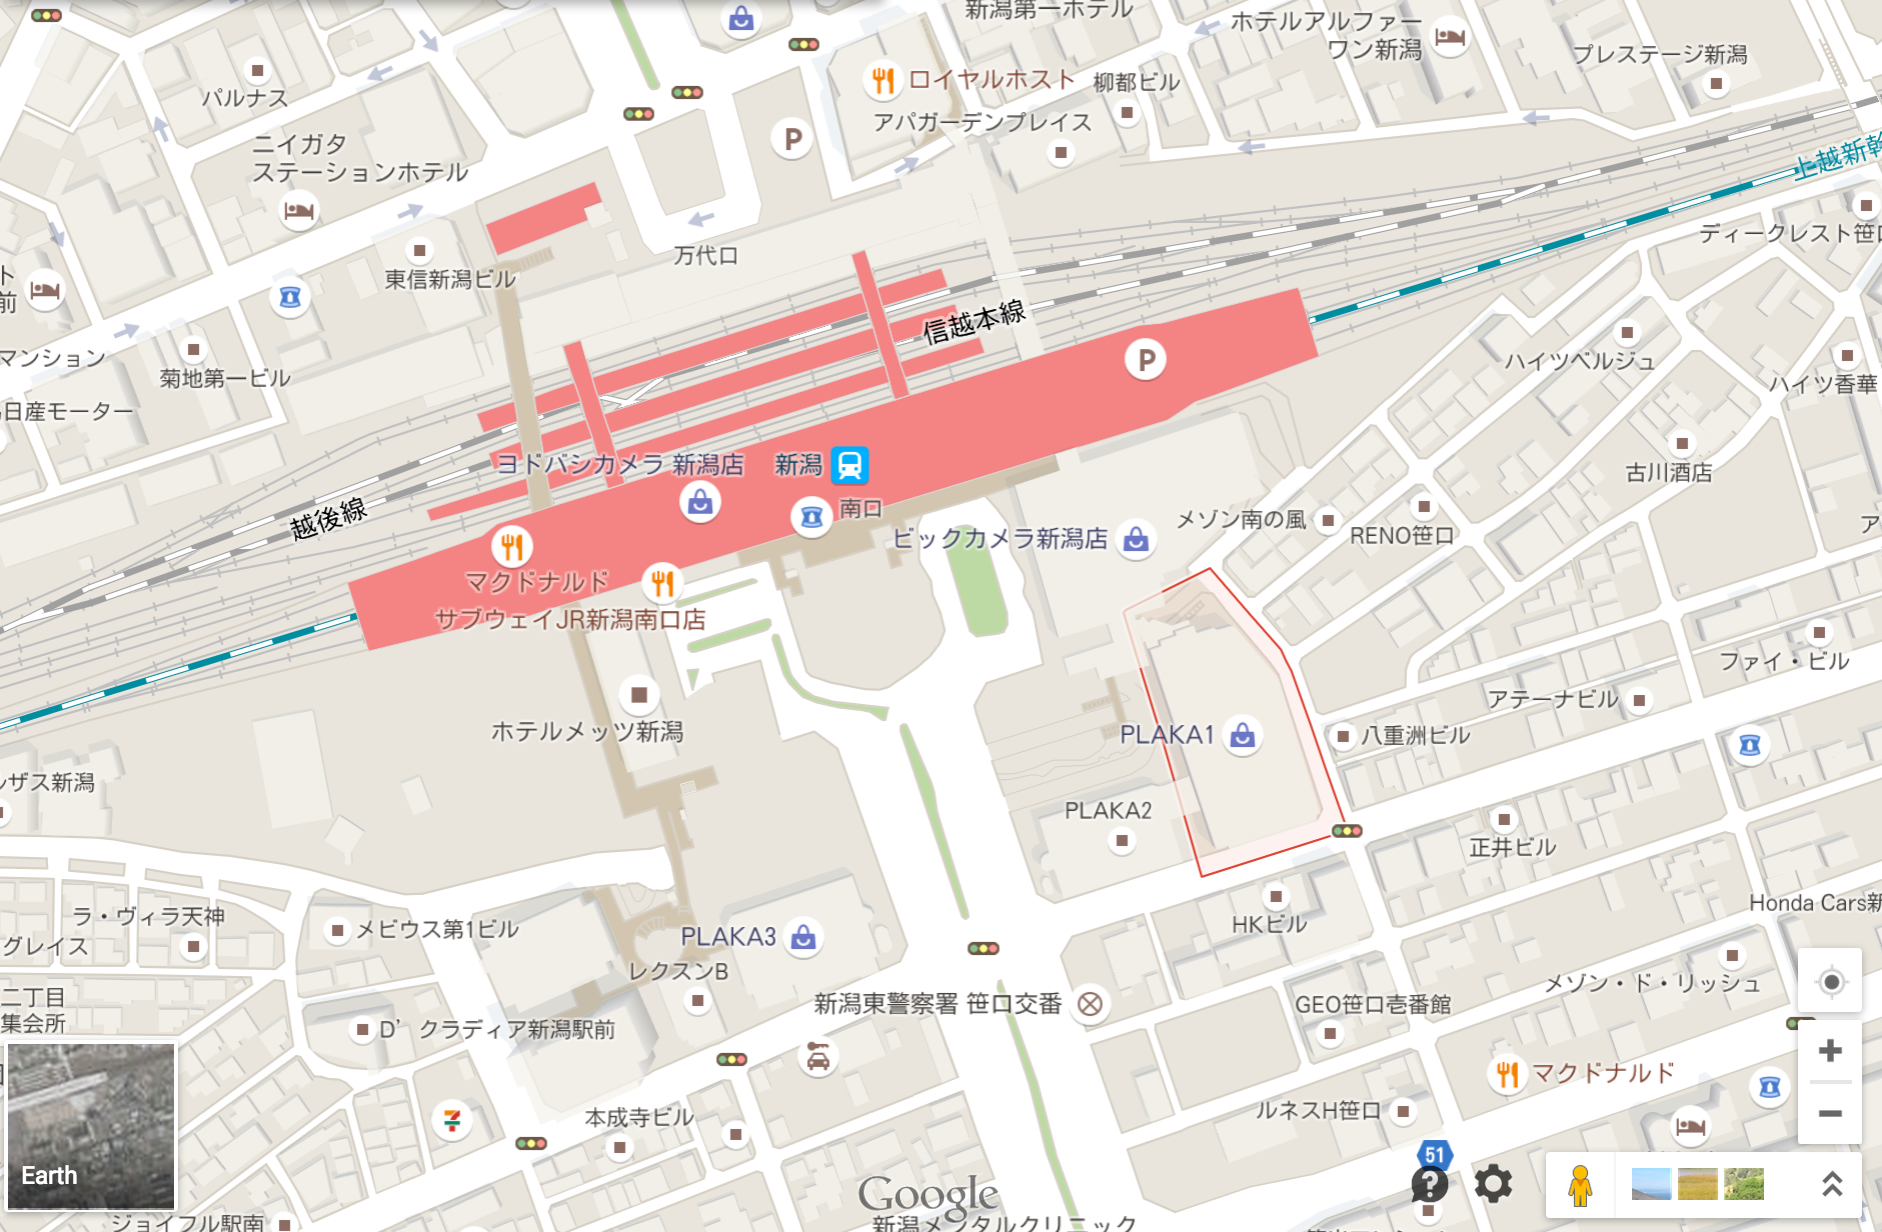 新潟第一ホテル
ホテルアルファー
ワン新潟
プレステージ新潟
パルナス
ロイヤルホスト
柳都ビル
アパガーデンプレイス
P
ニイガタ
ステーションホテル
上越新幹
ディークレスト笹口
万代口
東信新潟ビル
ト
前
信越本線
P
マンション
菊地第一ビル
ハイツベルジュ
ハイツ香華
日産モーター
ヨドバシカメラ 新潟店
新潟
古川酒店
越後線
南口
ビックカメラ新潟店
メゾン南の風
RENO笹口
ア
マクドナルド
サブウェイJR新潟南口店
ファイ・ビル
アテーナビル
ホテルメッツ新潟
PLAKA1
八重洲ビル
ザス新潟
PLAKA2
正井ビル
ラ・ヴィラ天神
メビウス第1ビル
HKビル
Honda Cars新
グレイス
PLAKA3
レクスンB
メゾン・ド・リッシュ
二丁目
集会所
新潟東警察署 笹口交番
GEO笹口壱番館
D’クラディア新潟駅前
マクドナルド
本成寺ビル
ルネスH笹口
7
51
Earth
Google
ジョイフル駅南
新潟メンタルクリニック